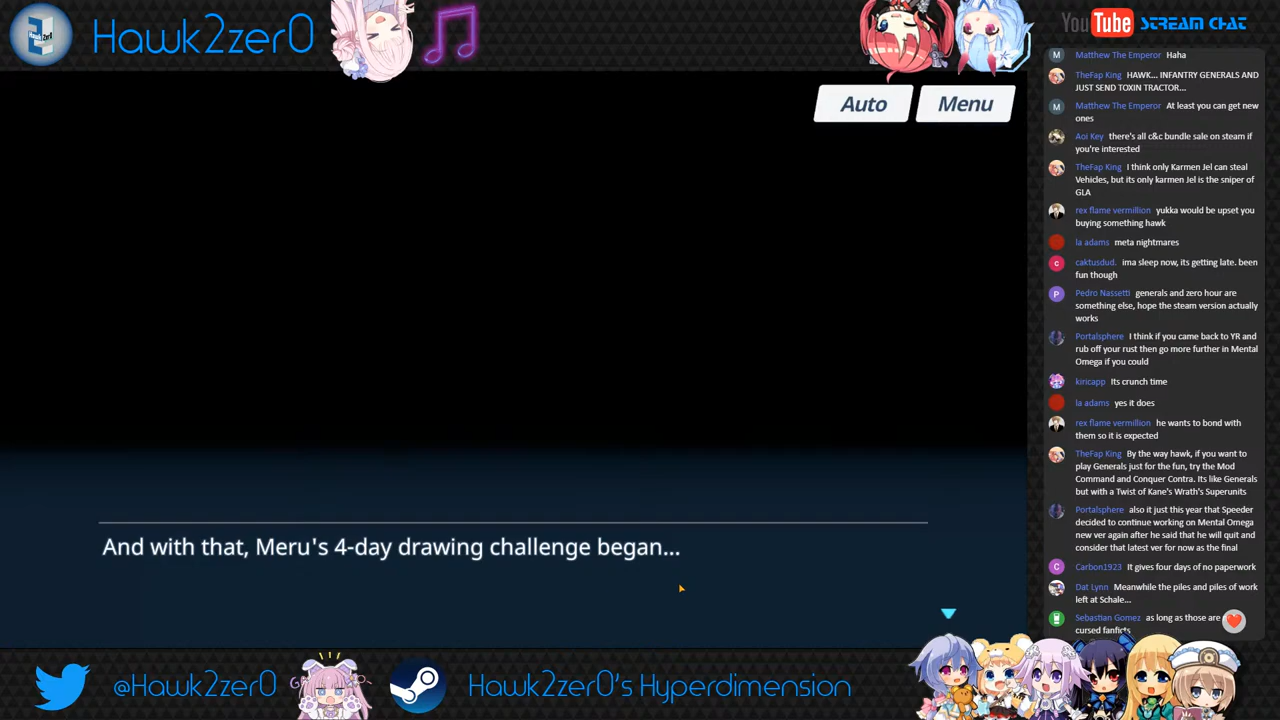 Hawk2zer0
YouTube STREAM CHAT
Auto
Menu
Matthew The Emperor Haha
TheFap King HAWK... INFANTRY GENERALS AND
JUST SEND TOXIN TRACTOR...
Matthew The Emperor At least you can get new
ones
Aoi Key there's all c&c bundle sale on steam if
you're interested
TheFap King I think only Karmen Jel can steal
Vehicles, but its only karmen Jel is the sniper of
GLA
rex flame vermillion yukka would be upset you
buying something hawk
la adams meta nightmares
caktusdud. ima sleep now, its getting late. been
fun though
Pedro Nassetti generals and zero hour are
something else, hope the steam version actually
works
Portalsphere I think if you came back to YR and
rub off your rust then go more further in Mental
Omega if you could
kiricapp Its crunch time
la adams yes it does
rex flame vermillion he wants to bond with
them so it is expected
TheFap King By the way hawk, if you want to
play Generals just for the fun, try the Mod
Command and Conquer Contra. Its like Generals
but with a Twist of Kane's Wrath's Superunits
Portalsphere also it just this year that Speeder
decided to continue working on Mental Omega
new ver again after he said that he will quit and
consider that latest ver for now as the final
Carbon1923 It gives four days of no paperwork
Dat Lynn Meanwhile the piles and piles of work
left at Schale...
Sebastian Gomez as long as those are
cursed fanficts
And with that, Meru's 4-day drawing challenge began...
@Hawk2zer0
Hawk2zer0's Hyperdimension